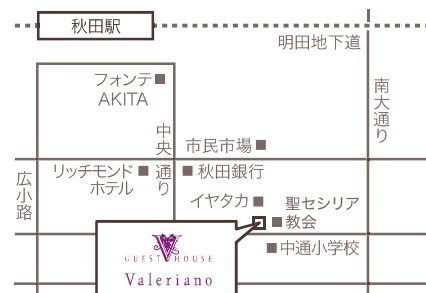 秋田駅
明田地下道
フォンテ
AKITA
南大通り
中央通り
市民市場
リッチモンド
ホテル
秋田銀行
広小路
イヤタカ
聖セシリア
教会
中通小学校
GUEST HOUSE
Valeriano